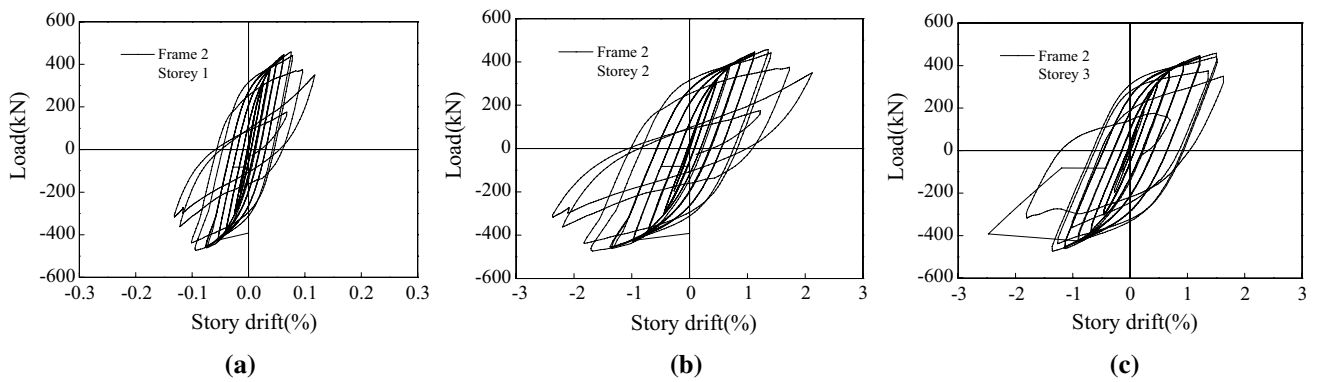 600
400
200
0
-200
-400
-600
Load(kN)
Frame 2
Storey 1
-0.3 -0.2 -0.1 0.0 0.1 0.2 0.3
Story drift(%)
(a)
600
400
200
0
-200
-400
-600
Load(kN)
Frame 2
Storey 2
-3 -2 -1 0 1 2 3
Story drift(%)
(b)
600
400
200
0
-200
-400
-600
Load(kN)
Frame 2
Storey 3
-3 -2 -1 0 1 2 3
Story drift(%)
(c)